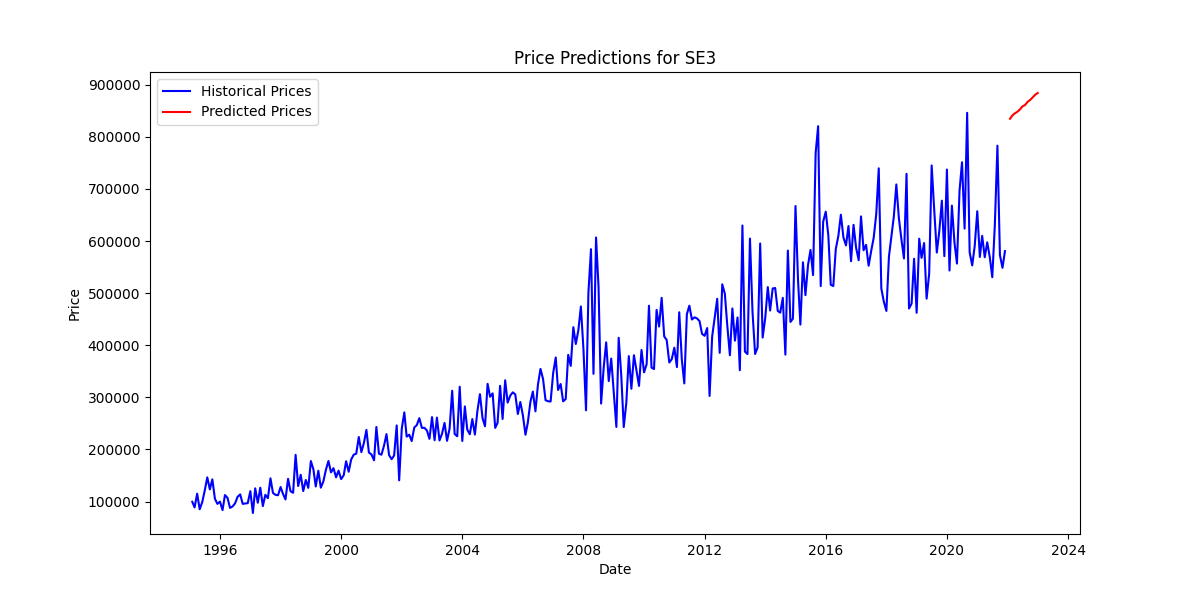 Price Predictions for SE3
Historical Prices
Predicted Prices
900000
800000
700000
600000
500000
400000
300000
200000
100000
Price
1996 2000 2004 2008 2012 2016 2020 2024
Date